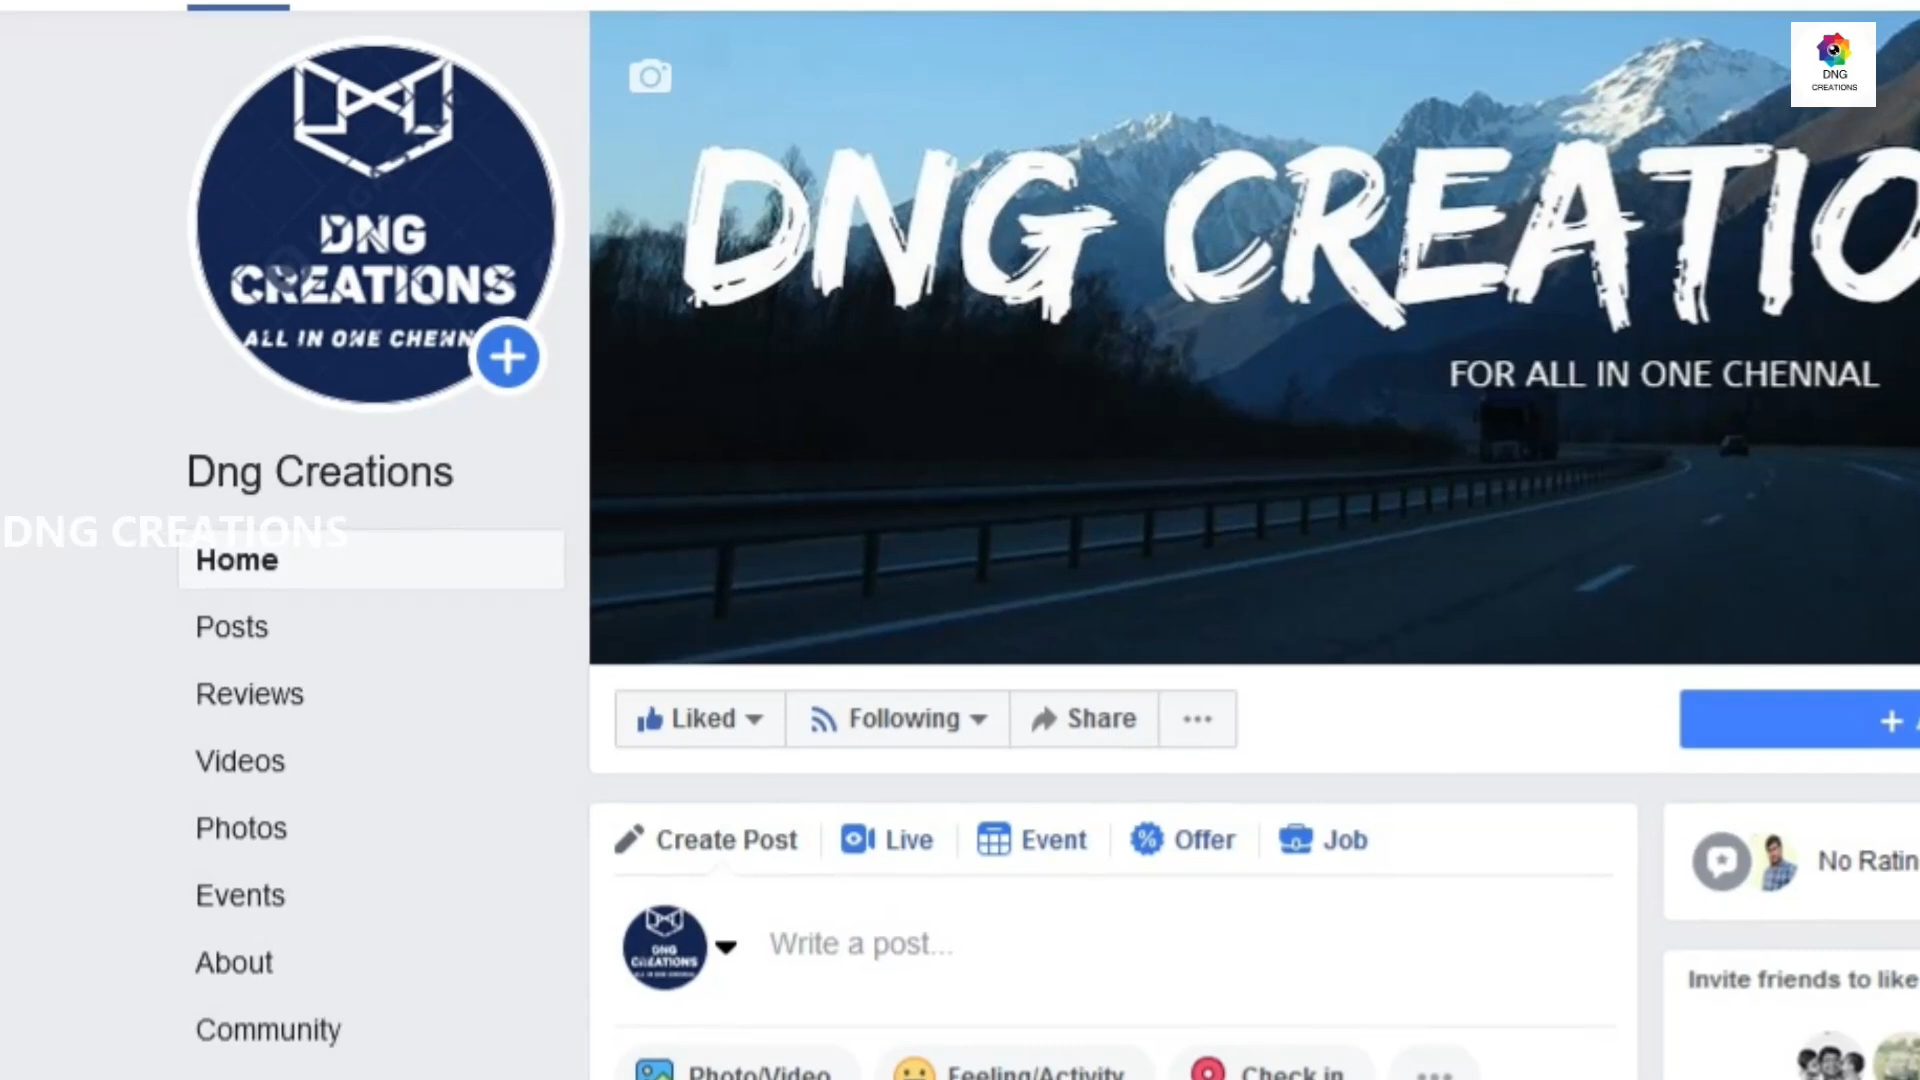 DNG
CREATIONS
ALL IN ONE CHENN
DNG CREATIO
FOR ALL IN ONE CHENNAL
DNG
CREATIONS
Dng Creations
DNG CREATIONS
Home
Posts
Reviews
Videos
Photos
Events
About
Community
Liked
Following
Share
Create Post
Live
Event
Offer
Job
DNG
CREATIONS
Write a post...
Photo/Video
Feeling/Activity
Check in
No Ratin
Invite friends to like